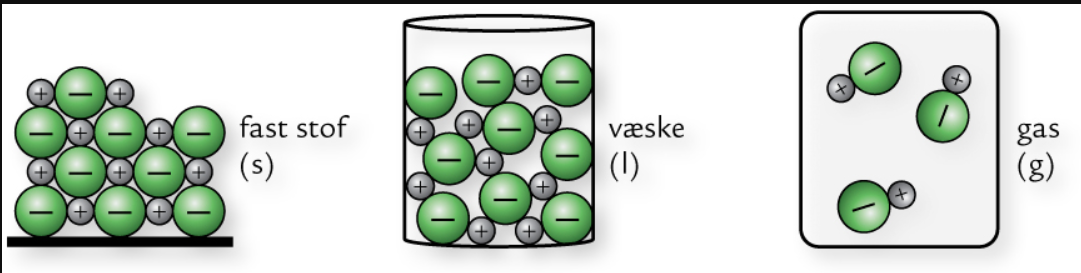 fast stof
(s)
væske
(l)
gas
(g)